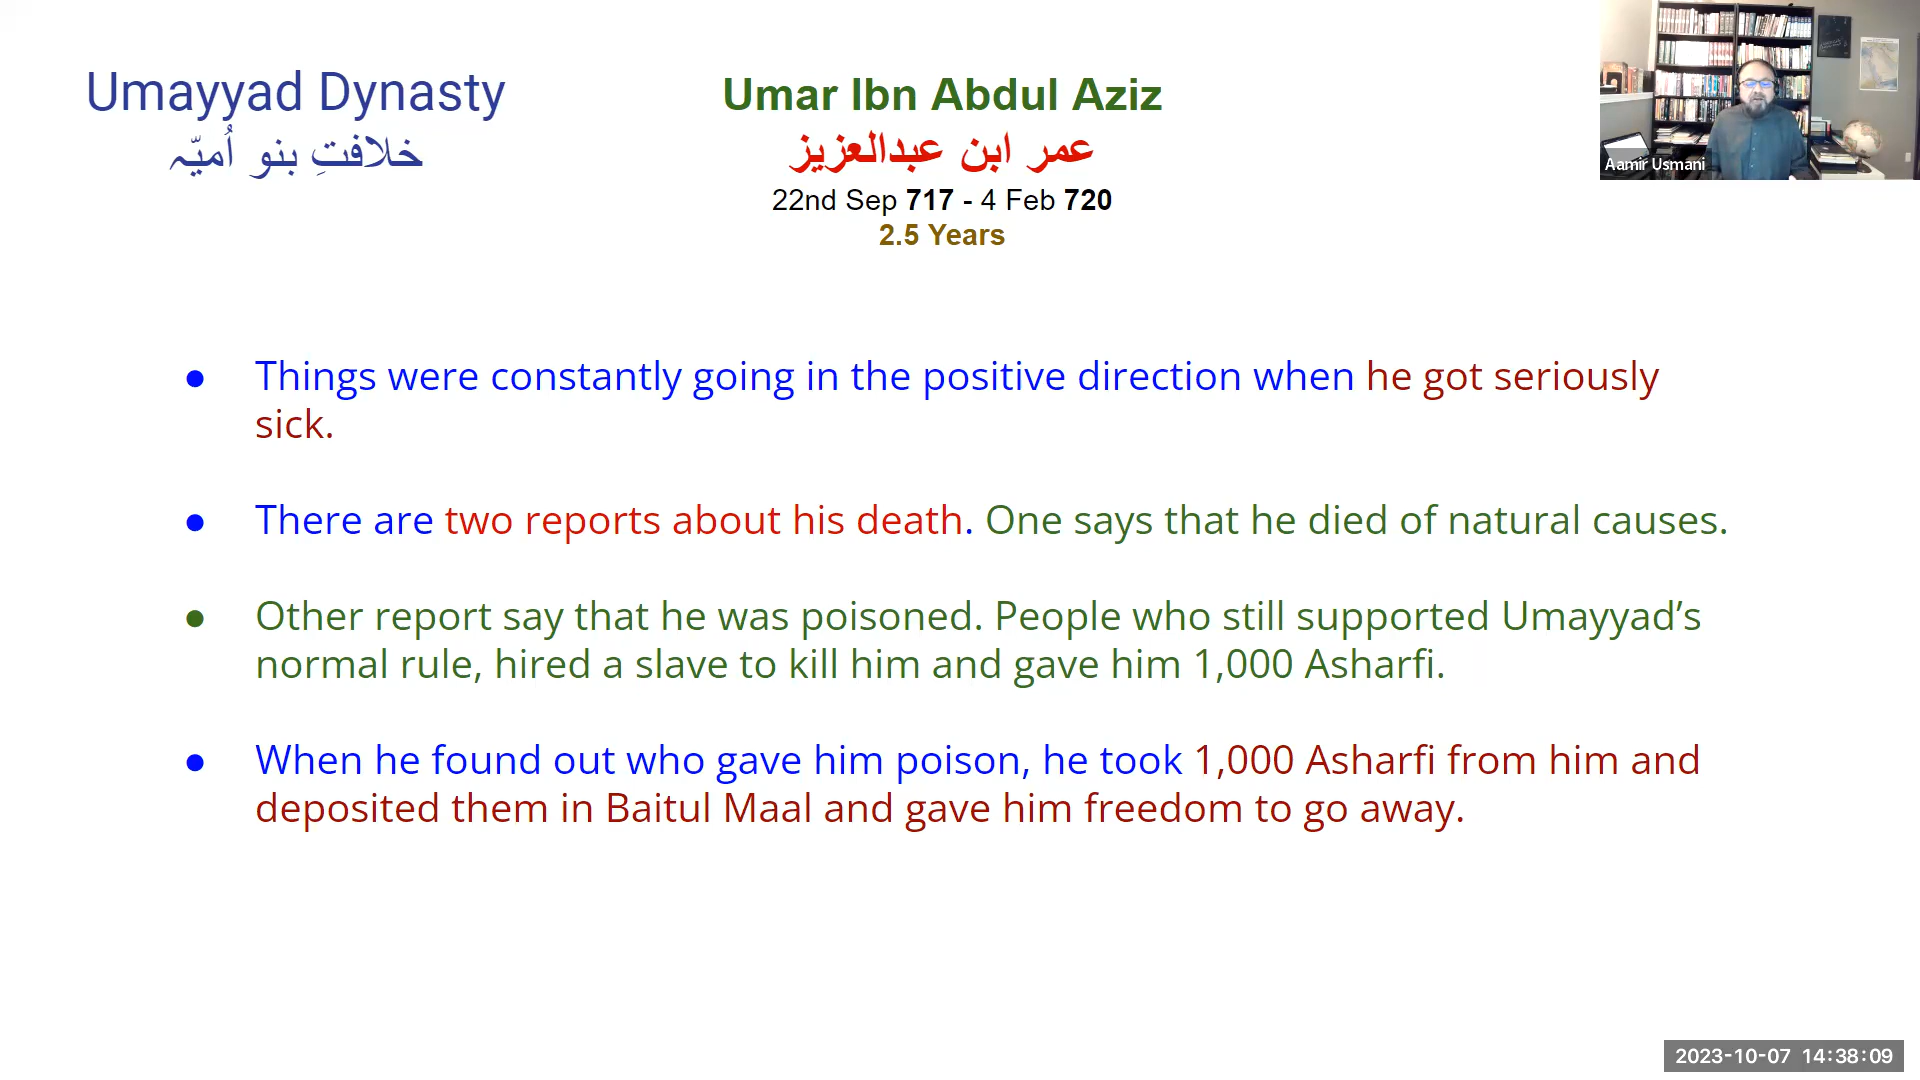 Umayyad Dynasty
خلافتِ بنو اُمیّہ
Umar Ibn Abdul Aziz
عمر ابن عبدالعزیز
22nd Sep 717 - 4 Feb 720
2.5 Years
Aamir Usmani
● Things were constantly going in the positive direction when he got seriously
sick.
● There are two reports about his death. One says that he died of natural causes.
● Other report say that he was poisoned. People who still supported Umayyad’s
normal rule, hired a slave to kill him and gave him 1,000 Asharfi.
● When he found out who gave him poison, he took 1,000 Asharfi from him and
deposited them in Baitul Maal and gave him freedom to go away.
2023-10-07 14:38:09